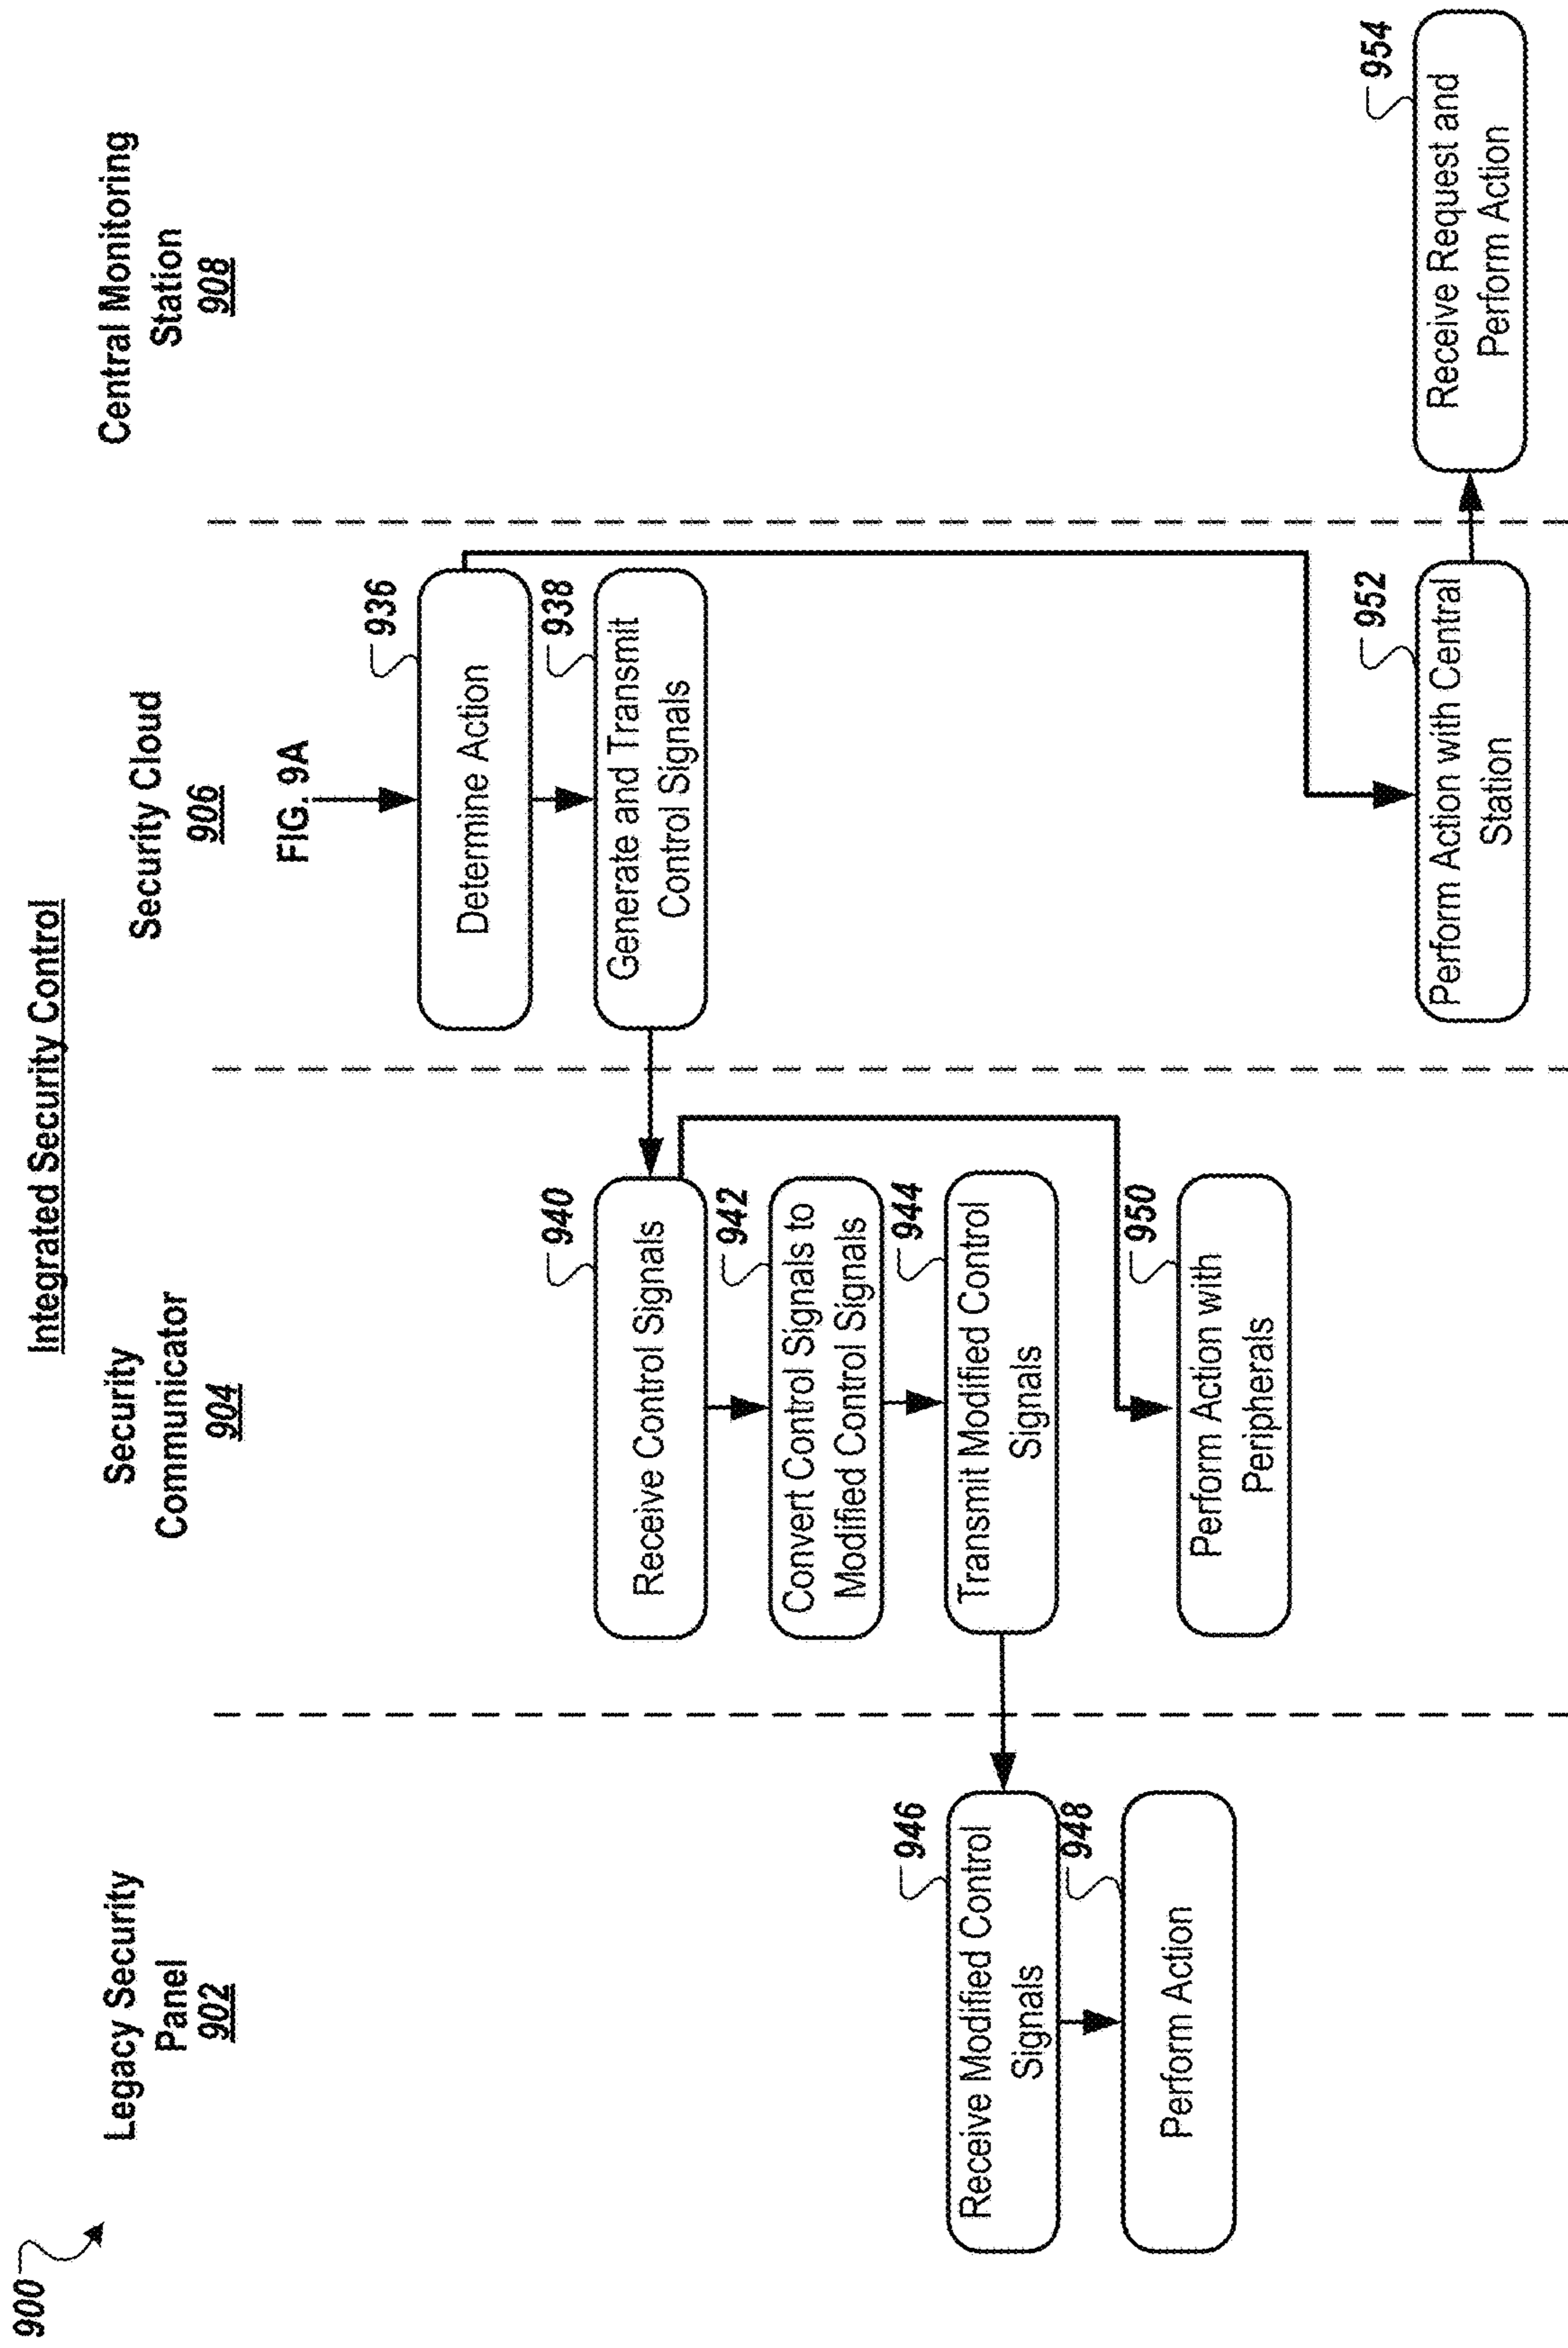 900
Integrated Security Control
Legacy Security
Panel
902
Security
Communicator
904
Security Cloud
906
Central Monitoring
Station
908
FIG. 9A
936
Determine Action
938
Generate and Transmit
Control Signals
940
Receive Control Signals
942
Convert Control Signals to
Modified Control Signals
944
Transmit Modified Control
Signals
946
Receive Modified Control
Signals
948
Perform Action
950
Perform Action with
Peripherals
952
Perform Action with Central
Station
954
Receive Request and
Perform Action